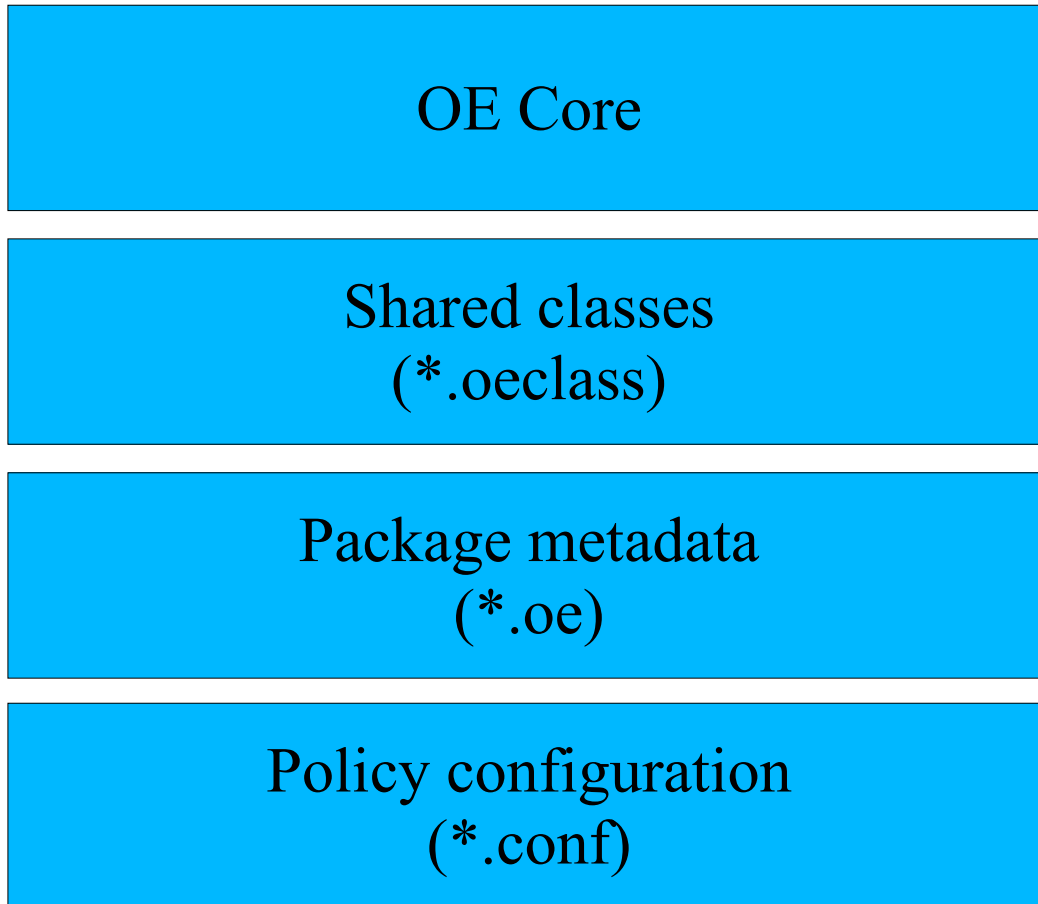 OE Core
Shared classes
(*.oeclass)
Package metadata
(*.oe)
Policy configuration
(*.conf)